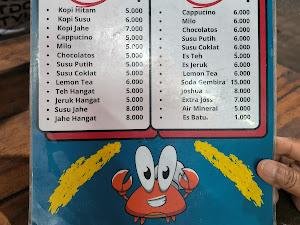 Kopi Hitam 5.000
Kopi Susu 6.000
Kopi Jahe 7.000
Cappucino 5.000
Milo 5.000
Chocolatos 5.000
Susu Putih 5.000
Susu Coklat 5.000
Lemon Tea 6.000
Teh Hangat 5.000
Jeruk Hangat 5.000
Susu Jahe 8.000
Jahe Hangat 8.000
Cappucino 6.000
Milo 6.000
Chocolatos 6.000
Susu Putih 6.000
Susu Coklat 6.000
Es Teh 5.000
Es Jeruk 6.000
Lemon Tea 6.000
Soda Gembira 15.000
Joshua 8.000
Extra Joss 7.000
Air Mineral 5.000
Es Batu 1.000